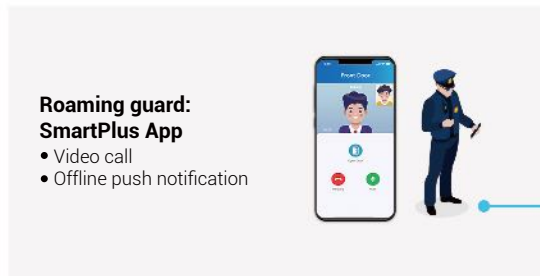 Roaming guard:
SmartPlus App
• Video call
• Offline push notification
Front Door